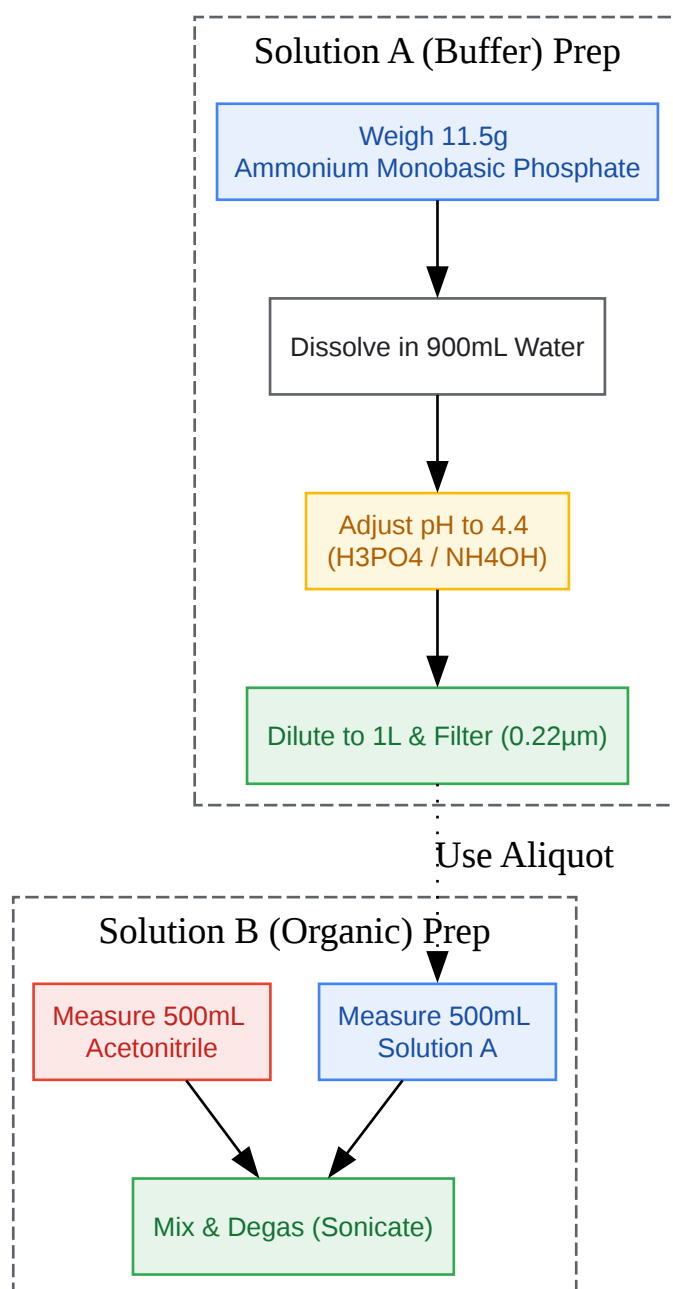 Solution A (Buffer) Prep
Weigh 11.5g
Ammonium Monobasic Phosphate
Dissolve in 900mL Water
Adjust pH to 4.4
(H3PO4 / NH4OH)
Dilute to 1L & Filter (0.22µm)
Use Aliquot
Solution B (Organic) Prep
Measure 500mL
Acetonitrile
Measure 500mL
Solution A
Mix & Degas (Sonicate)